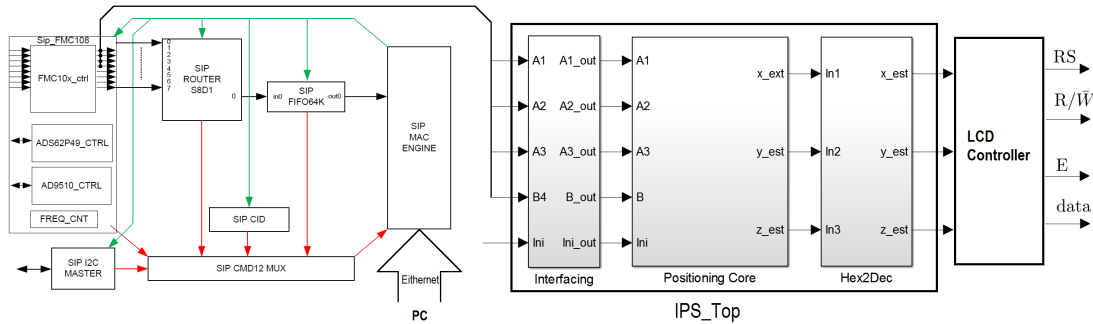 Sip_FMC108
FMC10x_ctrl
ADS62P49_CTRL
AD9510_CTRL
FREQ_CNT
SIP I2C
MASTER
0
1
2
3
4
5
6
7
SIP
ROUTER
S8D1
0
in0
SIP
FIFO64K
out0
SIP CID
SIP CMD12 MUX
SIP
MAC
ENGINE
Eithernet
PC
A1
A2
A3
B4
Ini
A1_out
A2_out
A3_out
B_out
Ini_out
Interfacing
A1
A2
A3
B
Ini
x_ext
y_est
z_est
Positioning Core
In1
In2
In3
x_est
y_est
z_est
Hex2Dec
IPS_Top
LCD
Controller
RS
R/W̄
E
data